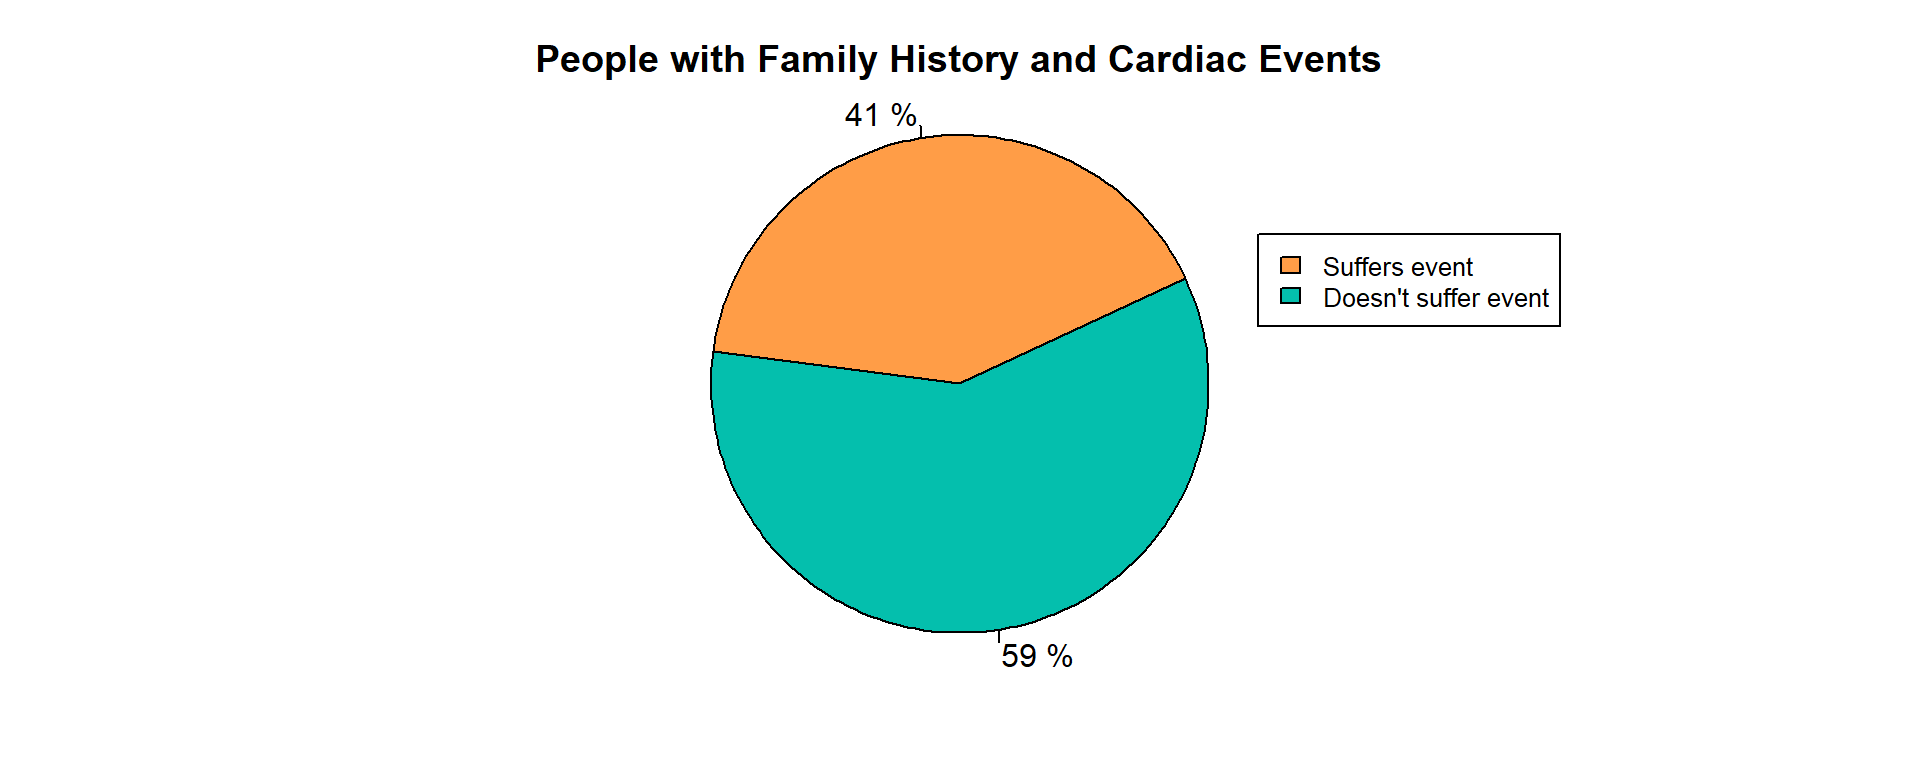 People with Family History and Cardiac Events
41 %
Suffers event
Doesn't suffer event
59 %